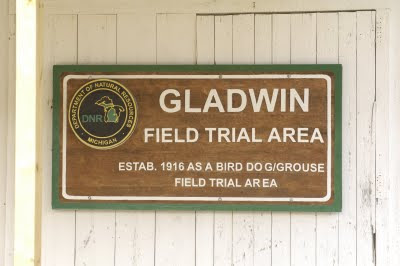 DEPARTMENT OF NATURAL RESOURCES
DNR
MICHIGAN
GLADWIN
FIELD TRIAL AREA
ESTAB. 1916 AS A BIRD DOG/GROUSE
FIELD TRIAL AREA